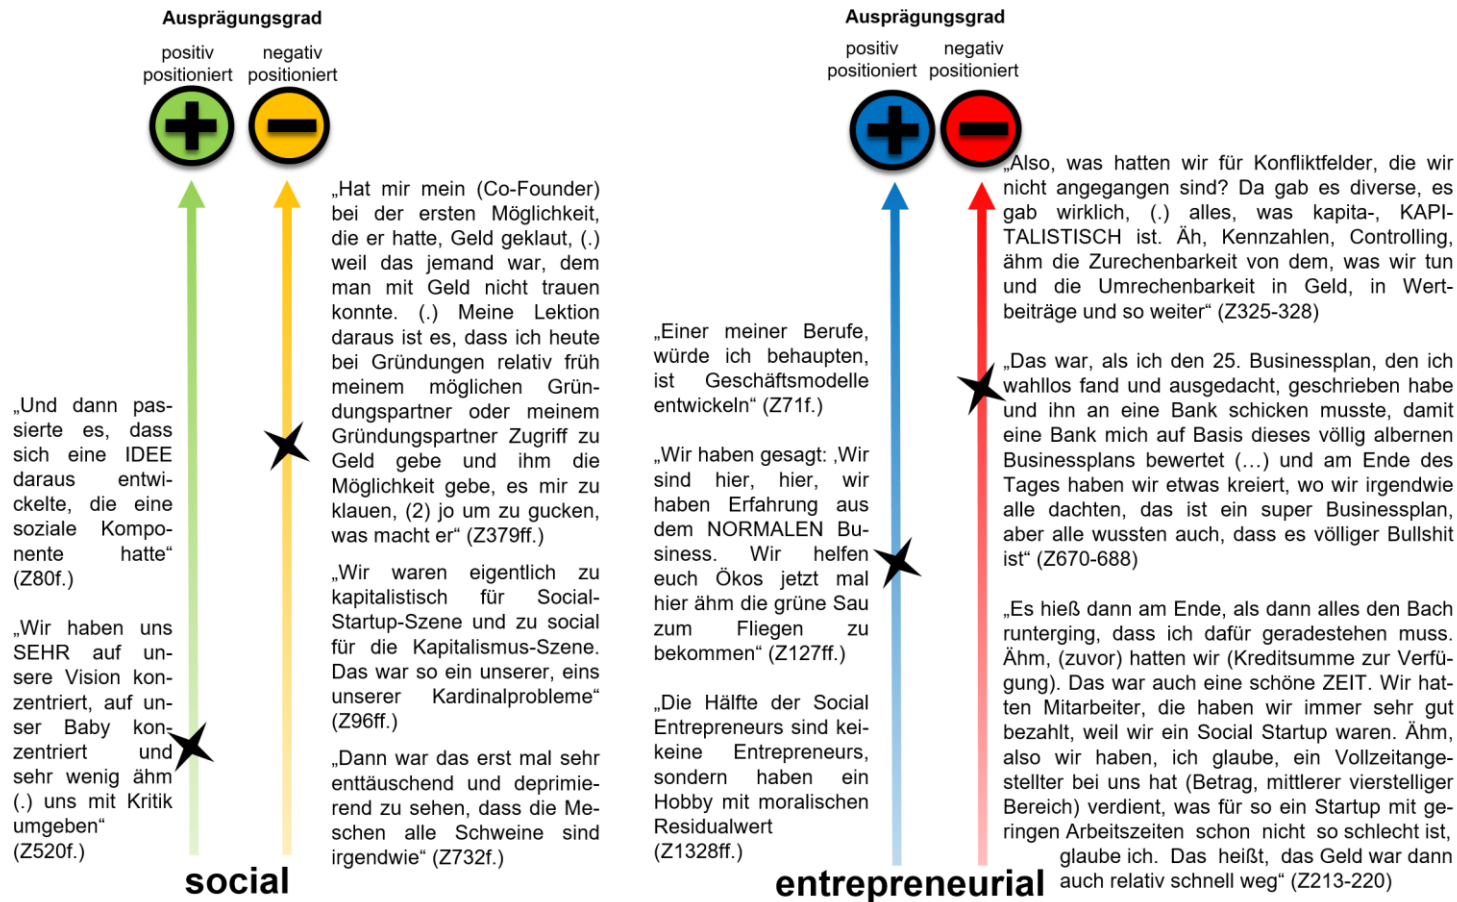 Ausprägungsgrad
positiv
positioniert
negativ
positioniert
„Und dann pas-
sierte es, dass
sich eine IDEE
daraus entwi-
ckelte, die eine
soziale Kompo-
nente hatte“
(Z80f.)
„Wir haben uns
SEHR auf un-
sere Vision kon-
zentriert, auf un-
ser Baby kon-
zentriert und
sehr wenig ähm
(.) uns mit Kritik
umgeben“
(Z520f.)
„Hat mir mein (Co-Founder)
bei der ersten Möglichkeit,
die er hatte, Geld geklaut, (.)
weil das jemand war, dem
man mit Geld nicht trauen
konnte. (.) Meine Lektion
daraus ist es, dass ich heute
bei Gründungen relativ früh
meinem möglichen Grün-
dungspartner oder meinem
Gründungspartner Zugriff zu
Geld gebe und ihm die
Möglichkeit gebe, es mir zu
klauen, (2) jo um zu gucken,
was macht er“ (Z379ff.)
„Wir waren eigentlich zu
kapitalistisch für Social-
Startup-Szene und zu social
für die Kapitalismus-Szene.
Das war so ein unserer, eins
unserer Kardinalprobleme“
(Z96ff.)
„Dann war das erst mal sehr
enttäuschend und deprimie-
rend zu sehen, dass die Me-
schen alle Schweine sind
irgendwie“ (Z732f.)
social
Ausprägungsgrad
positiv
positioniert
negativ
positioniert
„Einer meiner Berufe,
würde ich behaupten,
ist Geschäftsmodelle
entwickeln“ (Z71f.)
„Wir haben gesagt: ‚Wir
sind hier, hier, wir
haben Erfahrung aus
dem NORMALEN Bu-
siness. Wir helfen
euch Ökos jetzt mal
hier ähm die grüne Sau
zum Fliegen zu
bekommen“ (Z127ff.)
„Die Hälfte der Social
Entrepreneurs sind kei-
keine Entrepreneurs,
sondern haben ein
Hobby mit moralischen
Residualwert
(Z1328ff.)
„Also, was hatten wir für Konfliktfelder, die wir
nicht angegangen sind? Da gab es diverse, es
gab wirklich, (.) alles, was kapita-, KAPI-
TALISTISCH ist. Äh, Kennzahlen, Controlling,
ähm die Zurechenbarkeit von dem, was wir tun
und die Umrechenbarkeit in Geld, in Wert-
beiträge und so weiter“ (Z325-328)
„Das war, als ich den 25. Businessplan, den ich
wahllos fand und ausgedacht, geschrieben habe
und ihn an eine Bank schicken musste, damit
eine Bank mich auf Basis dieses völlig albernen
Businessplans bewertet (…) und am Ende des
Tages haben wir etwas kreiert, wo wir irgendwie
alle dachten, das ist ein super Businessplan,
aber alle wussten auch, dass es völliger Bullshit
ist“ (Z670-688)
„Es hieß dann am Ende, als dann alles den Bach
runterging, dass ich dafür geradestehen muss.
Ähm, (zuvor) hatten wir (Kreditsumme zur Verfü-
gung). Das war auch eine schöne ZEIT. Wir hat-
ten Mitarbeiter, die haben wir immer sehr gut
bezahlt, weil wir ein Social Startup waren. Ähm,
also wir haben, ich glaube, ein Vollzeitange-
stellter bei uns hat (Betrag, mittlerer vierstelliger
Bereich) verdient, was für so ein Startup mit ge-
ringen Arbeitszeiten schon nicht so schlecht ist,
glaube ich. Das heißt, das Geld war dann
auch relativ schnell weg“ (Z213-220)
entrepreneurial